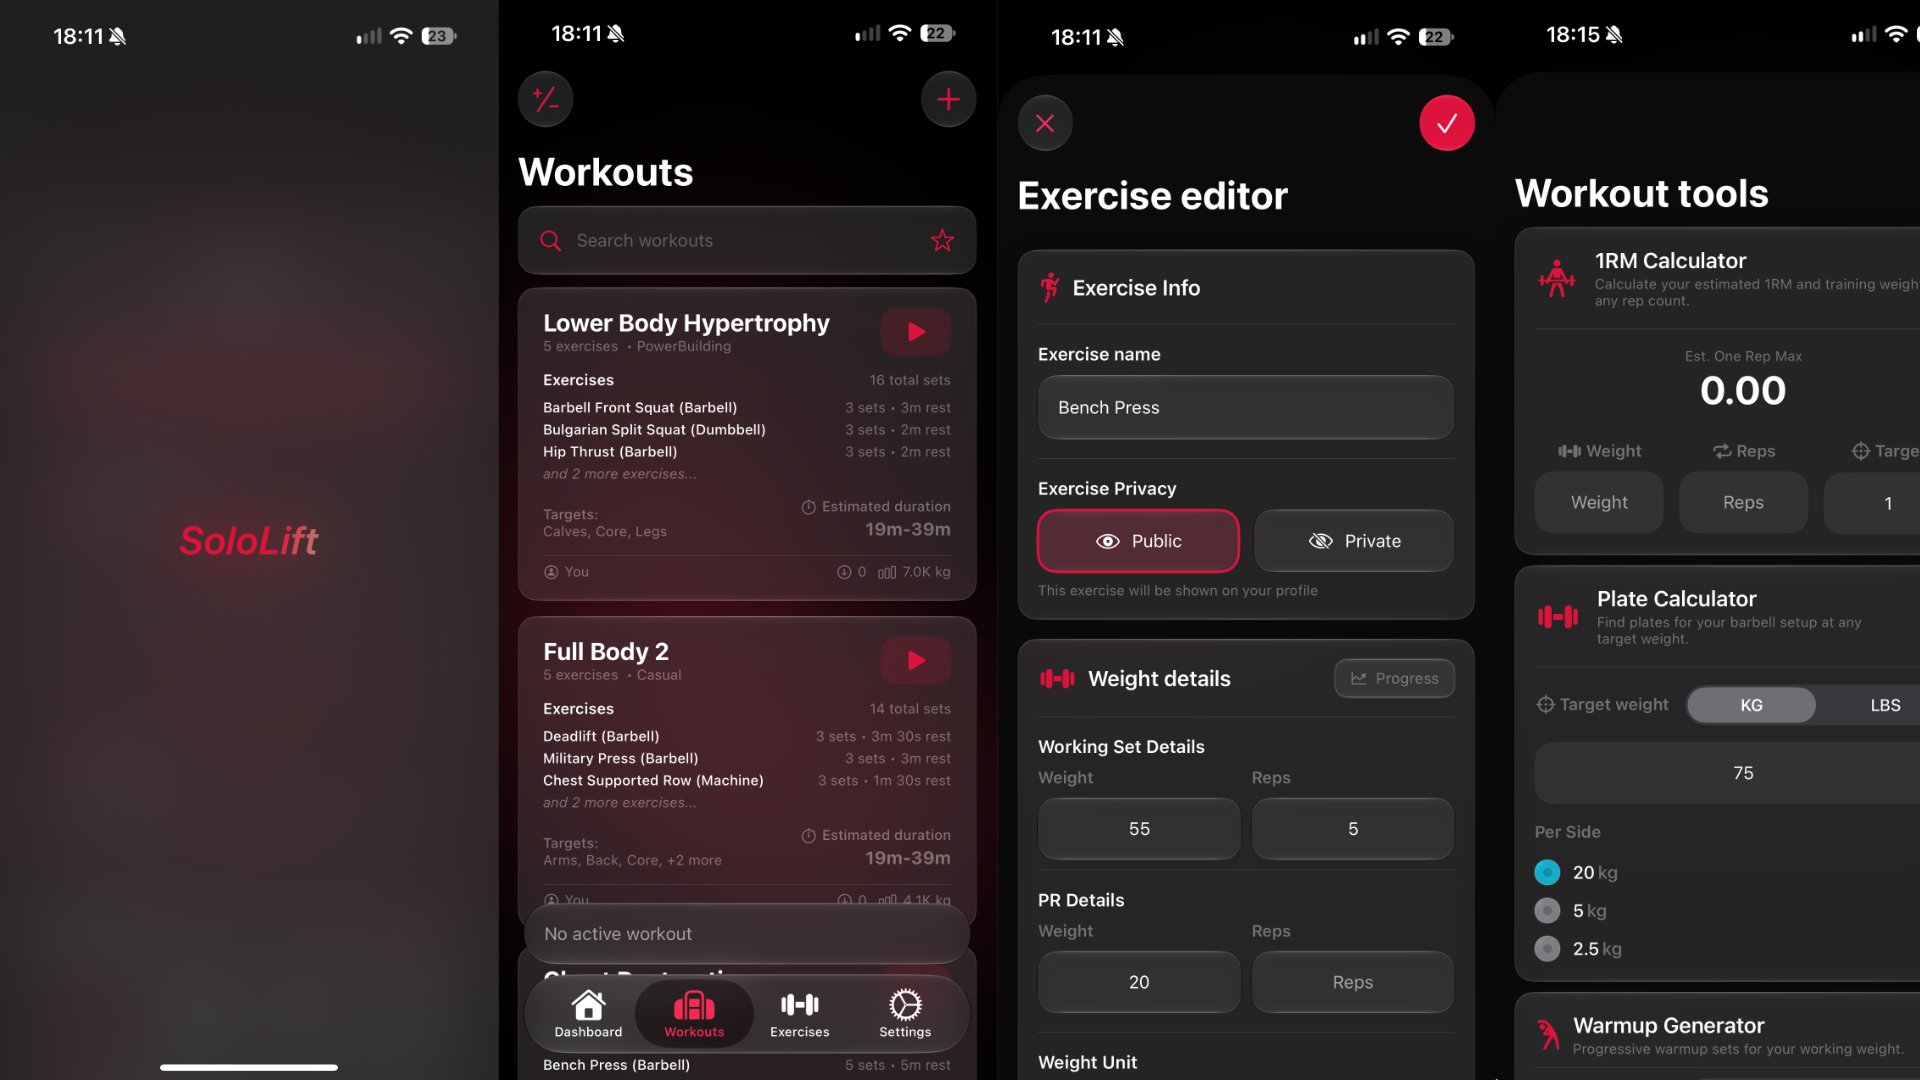 18:11
23
SoloLift
18:11
22
Workouts
Search workouts
Lower Body Hypertrophy
5 exercises • PowerBuilding
Exercises
16 total sets
Barbell Front Squat (Barbell)
3 sets • 3m rest
Bulgarian Split Squat (Dumbbell)
3 sets • 2m rest
Hip Thrust (Barbell)
3 sets • 2m rest
and 2 more exercises...
Targets:
Calves, Core, Legs
Estimated duration
19m-39m
You
0
7.0K kg
Full Body 2
5 exercises • Casual
Exercises
14 total sets
Deadlift (Barbell)
3 sets • 3m 30s rest
Military Press (Barbell)
3 sets • 3m rest
Chest Supported Row (Machine)
3 sets • 1m 30s rest
and 2 more exercises...
Targets:
Arms, Back, Core, +2 more
Estimated duration
19m-39m
You
0
4.1K kg
No active workout
Dashboard
Workouts
Exercises
Settings
Bench Press (Barbell)
5 sets • 5m rest
18:11
22
Exercise editor
Exercise Info
Exercise name
Bench Press
Exercise Privacy
Public
Private
This exercise will be shown on your profile
Weight details
Progress
Working Set Details
Weight
Reps
55
5
PR Details
Weight
Reps
20
Reps
Weight Unit
18:15
Workout tools
1RM Calculator
Calculate your estimated 1RM and training weight
any rep count.
Est. One Rep Max
0.00
Weight
Reps
Targe
Weight
Reps
1
Plate Calculator
Find plates for your barbell setup at any
target weight.
Target weight
KG
LBS
75
Per Side
20 kg
5 kg
2.5 kg
Warmup Generator
Progressive warmup sets for your working weight.